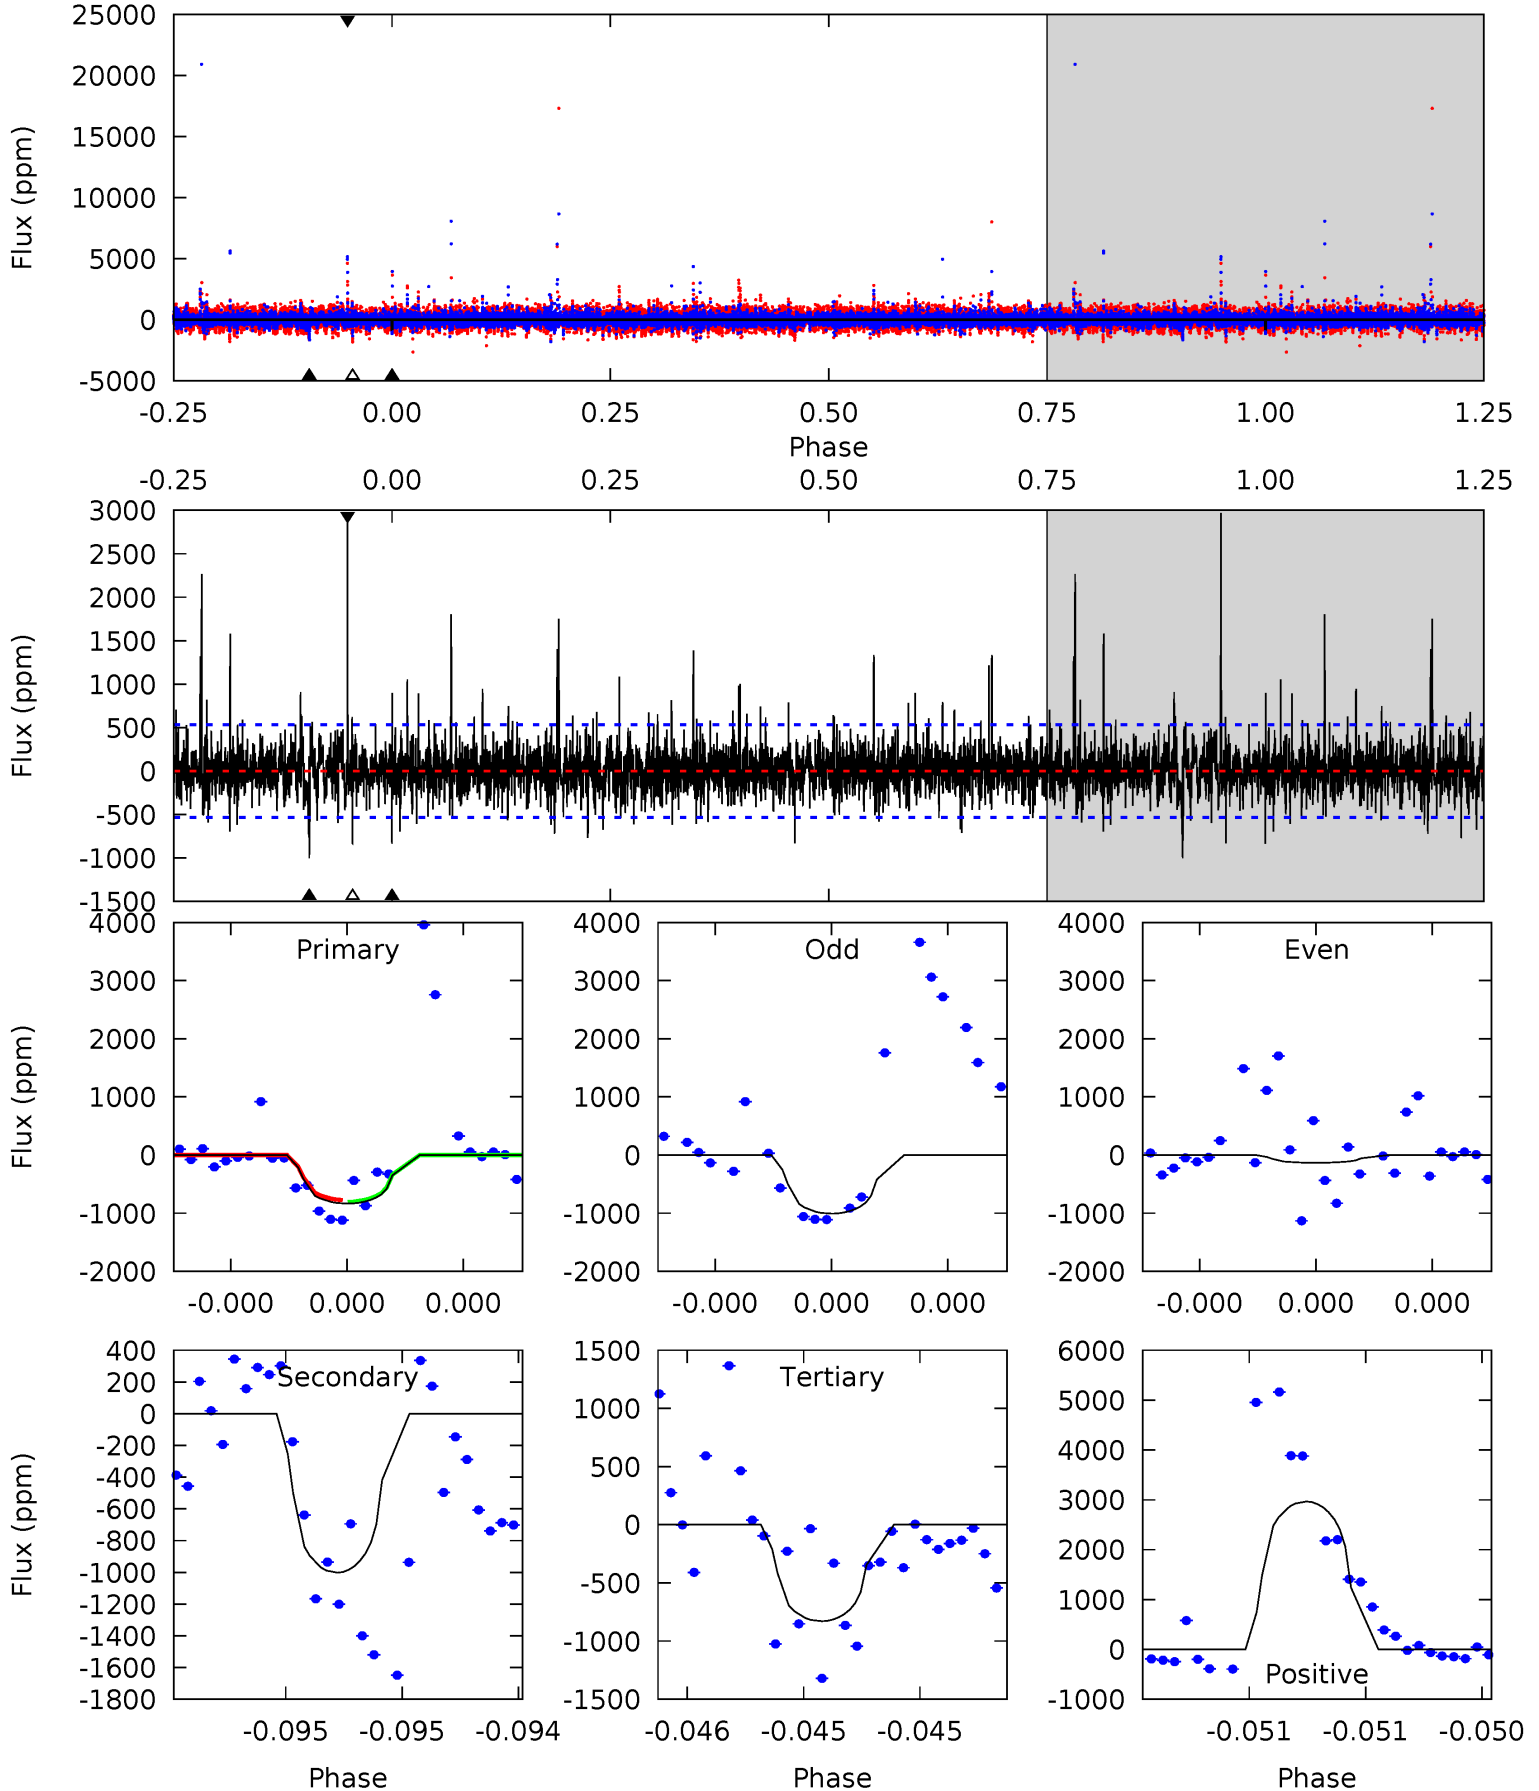 25000
20000
15000
10000
5000
0
-5000
Flux (ppm)
-0.25 0.00 0.25 0.50 0.75 1.00 1.25
Phase
-0.25 0.00 0.25 0.50 0.75 1.00 1.25
3000
2500
2000
1500
1000
500
0
-500
-1000
-1500
Flux (ppm)
Primary
4000
3000
2000
1000
0
-1000
-2000
Flux (ppm)
-0.000 0.000 0.000
Odd
4000
3000
2000
1000
0
-1000
-2000
-0.000 0.000 0.000
Even
4000
3000
2000
1000
0
-1000
-2000
-0.000 0.000 0.000
Secondary
400
200
0
-200
-400
-600
-800
-1000
-1200
-1400
-1600
-1800
Flux (ppm)
-0.095 -0.095 -0.094
Phase
Tertiary
1500
1000
500
0
-500
-1000
-1500
-0.046 -0.045 -0.045
Phase
Positive
6000
5000
4000
3000
2000
1000
0
-1000
-0.051 -0.051 -0.050
Phase